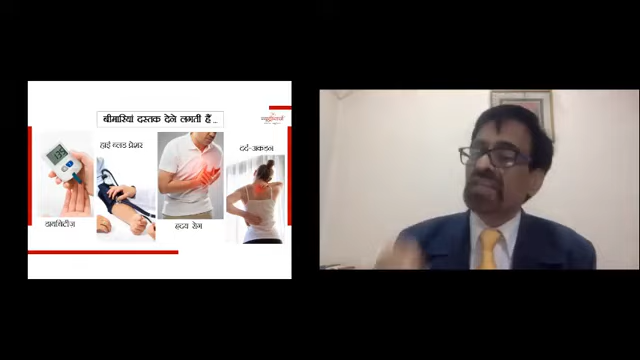 बीमारियां दस्तक देने लगती हैं ...
हाई ब्लड प्रेशर
दर्द-अकड़न
डायबिटीज
हृदय रोग